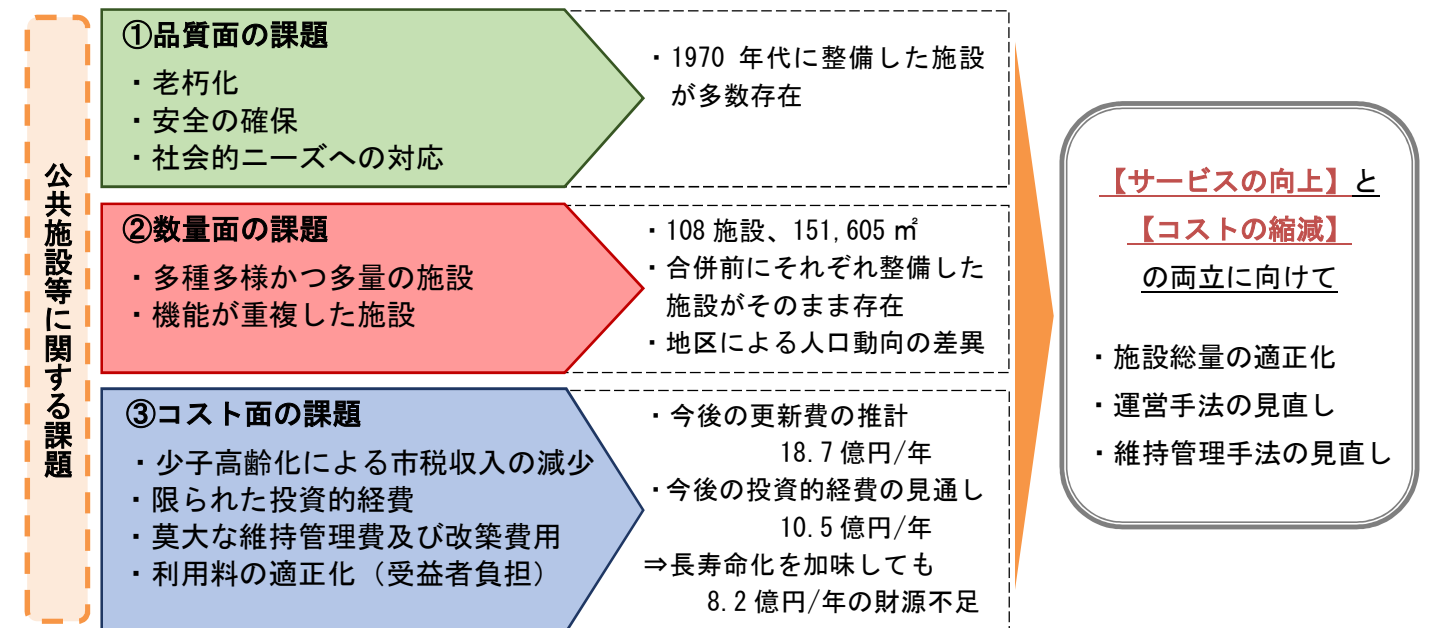 公共施設等に関する課題
①品質面の課題
・老朽化
・安全の確保
・社会的ニーズへの対応
・1970 年代に整備した施設
が多数存在
②数量面の課題
・多種多様かつ多量の施設
・機能が重複した施設
・108 施設、151,605 ㎡
・合併前にそれぞれ整備した
施設がそのまま存在
・地区による人口動向の差異
③コスト面の課題
・少子高齢化による市税収入の減少
・限られた投資的経費
・莫大な維持管理費及び改築費用
・利用料の適正化（受益者負担）
・今後の更新費の推計
18.7 億円/年
・今後の投資的経費の見通し
10.5 億円/年
⇒長寿命化を加味しても
8.2 億円/年の財源不足
【サービスの向上】と
【コストの縮減】
の両立に向けて
・施設総量の適正化
・運営手法の見直し
・維持管理手法の見直し